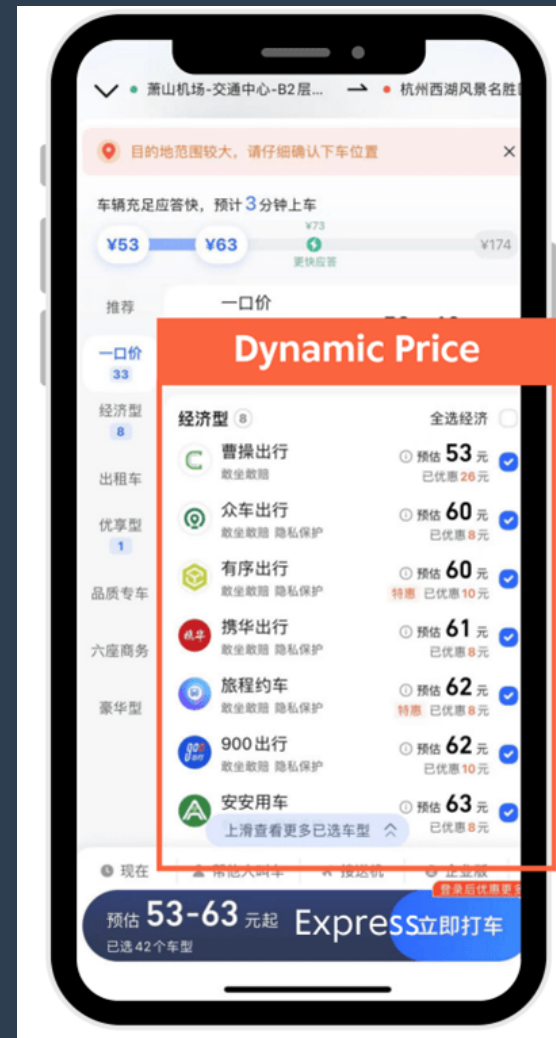 萧山机场-交通中心-B2层... → 杭州西湖风景名胜
目的地范围较大，请仔细确认下车位置
车辆充足应答快，预计3分钟上车
¥73
¥53 ¥63 ¥174
更快应答
推荐
一口价
33
经济型
8
出租车
优享型
1
品质专车
六座商务
豪华型
一口价
Dynamic Price
经济型 8 全选经济
曹操出行 预估 53 元
敢坐敢赔 已优惠26元
众车出行 预估 60 元
敢坐敢赔 隐私保护 已优惠8元
有序出行 预估 60 元
敢坐敢赔 隐私保护 特惠 已优惠10元
携华出行 预估 61 元
敢坐敢赔 隐私保护 已优惠8元
旅程约车 预估 62 元
敢坐敢赔 隐私保护 特惠 已优惠8元
900出行 预估 62 元
敢坐敢赔 隐私保护 已优惠10元
安安用车 预估 63 元
上滑查看更多已选车型 已优惠8元
现在 帮他人叫车 接送机 企业版
登录后优惠更多
预估 53-63 元起 Express 立即打车
已选42个车型